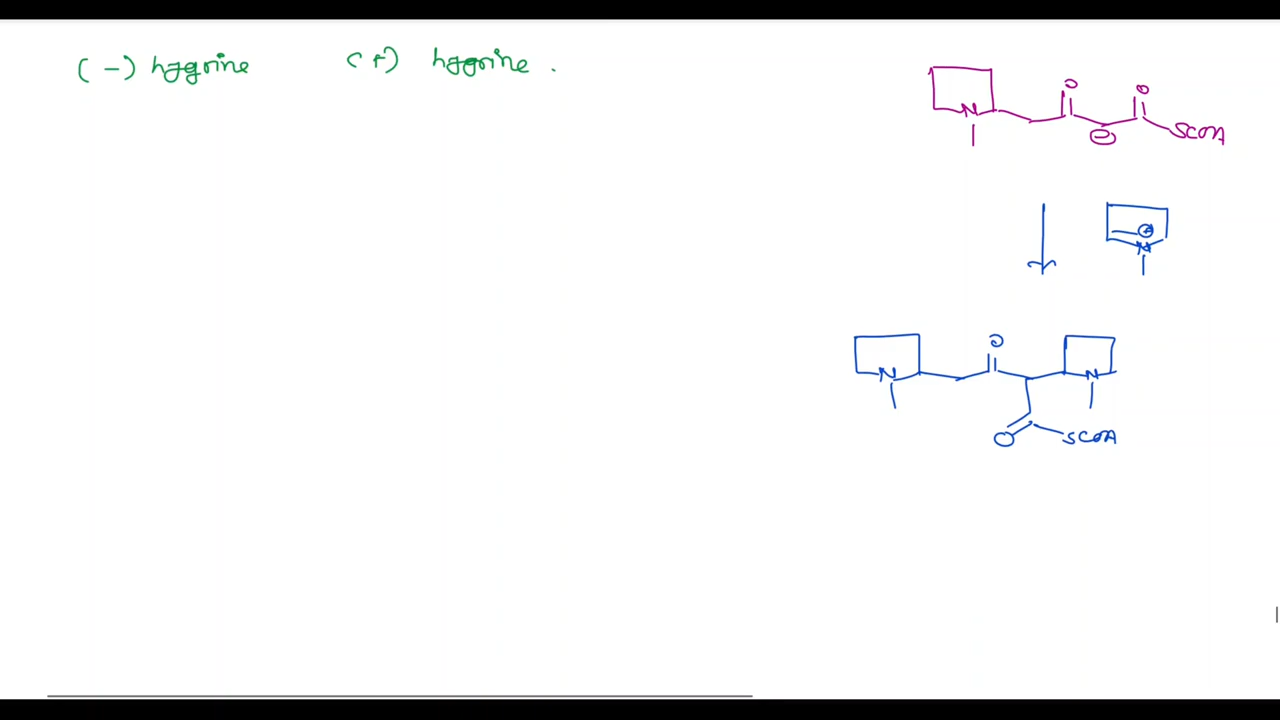 (-) hygrine (+) hygrine .
O O
N ⊖ SCOA
⊕
N
O
N N
O SCOA